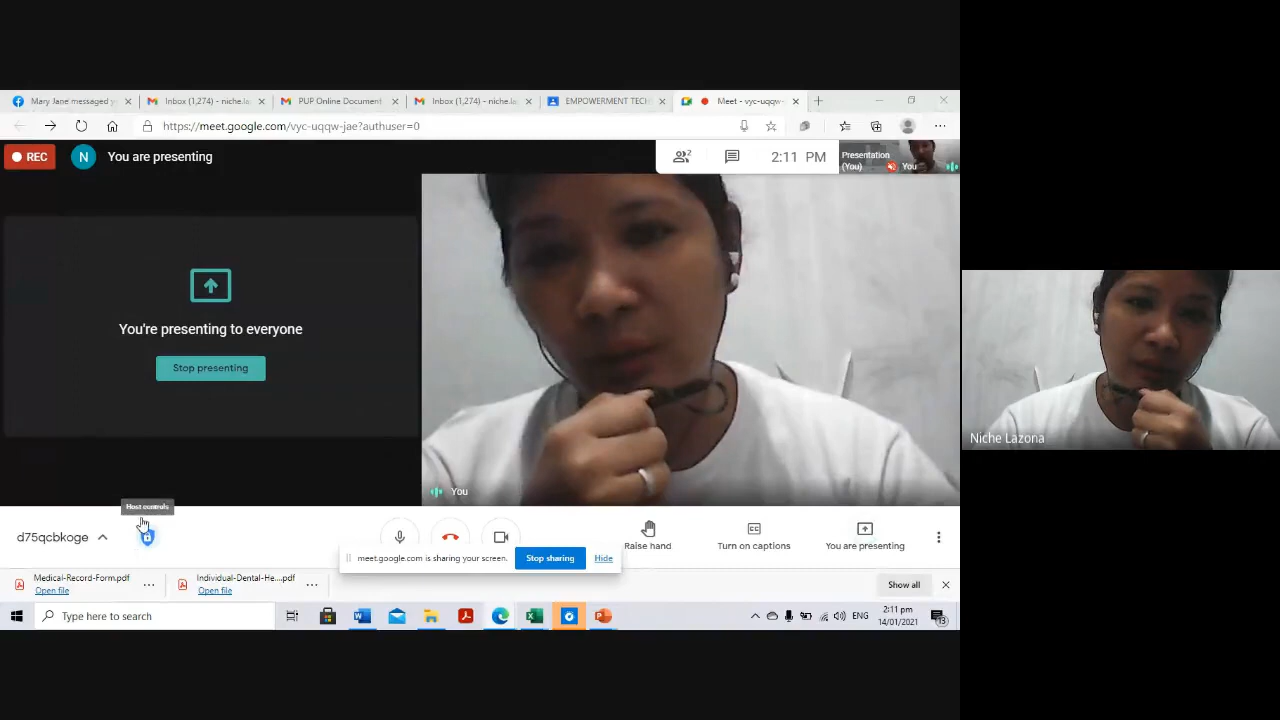 Mary Jane messaged y
Inbox (1,274) - niche.la
PUP Online Document
Inbox (1,274) - niche.la
EMPOWERMENT TECH
Meet - vyc-uqqw-
https://meet.google.com/vyc-uqqw-jae?authuser=0
REC
N
You are presenting
2
2:11 PM
Presentation
(You)
You
You're presenting to everyone
Stop presenting
You
Niche Lazona
Host controls
d75qcbkoge
Raise hand
Turn on captions
You are presenting
meet.google.com is sharing your screen.
Stop sharing
Hide
Medical-Record-Form.pdf
Open file
Individual-Dental-He....pdf
Open file
Show all
Type here to search
ENG
2:11 pm
14/01/2021
13